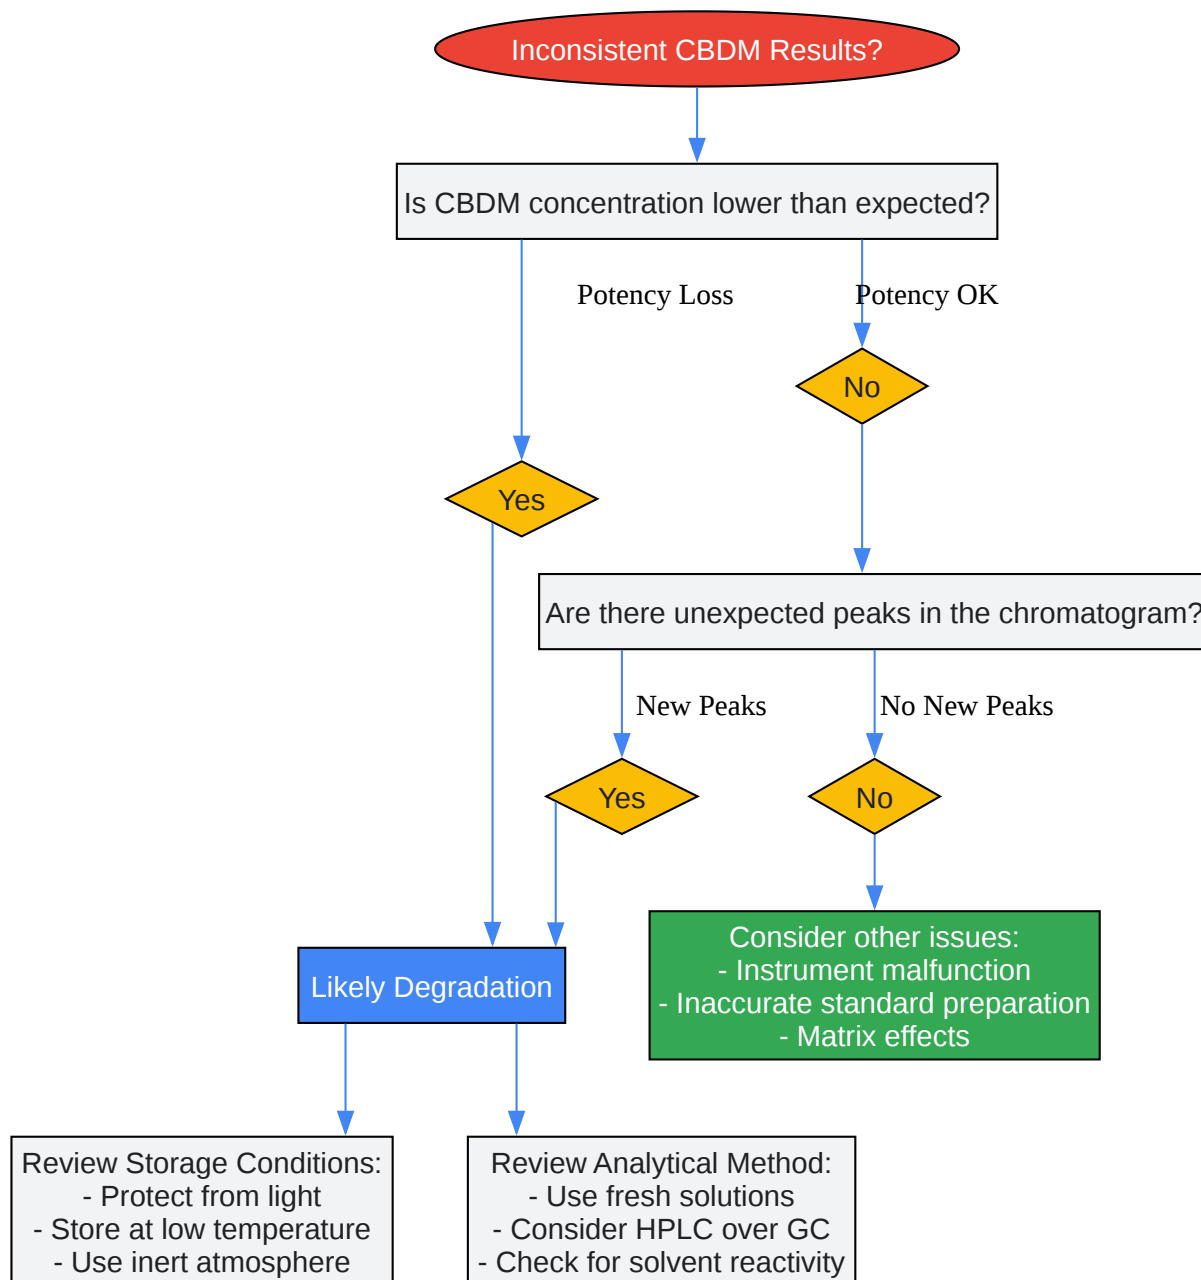 Inconsistent CBDM Results?
Is CBDM concentration lower than expected?
Potency Loss
Potency OK
No
Yes
Are there unexpected peaks in the chromatogram?
New Peaks
No New Peaks
Yes
No
Consider other issues:
- Instrument malfunction
- Inaccurate standard preparation
- Matrix effects
Likely Degradation
Review Storage Conditions:
- Protect from light
- Store at low temperature
- Use inert atmosphere
Review Analytical Method:
- Use fresh solutions
- Consider HPLC over GC
- Check for solvent reactivity